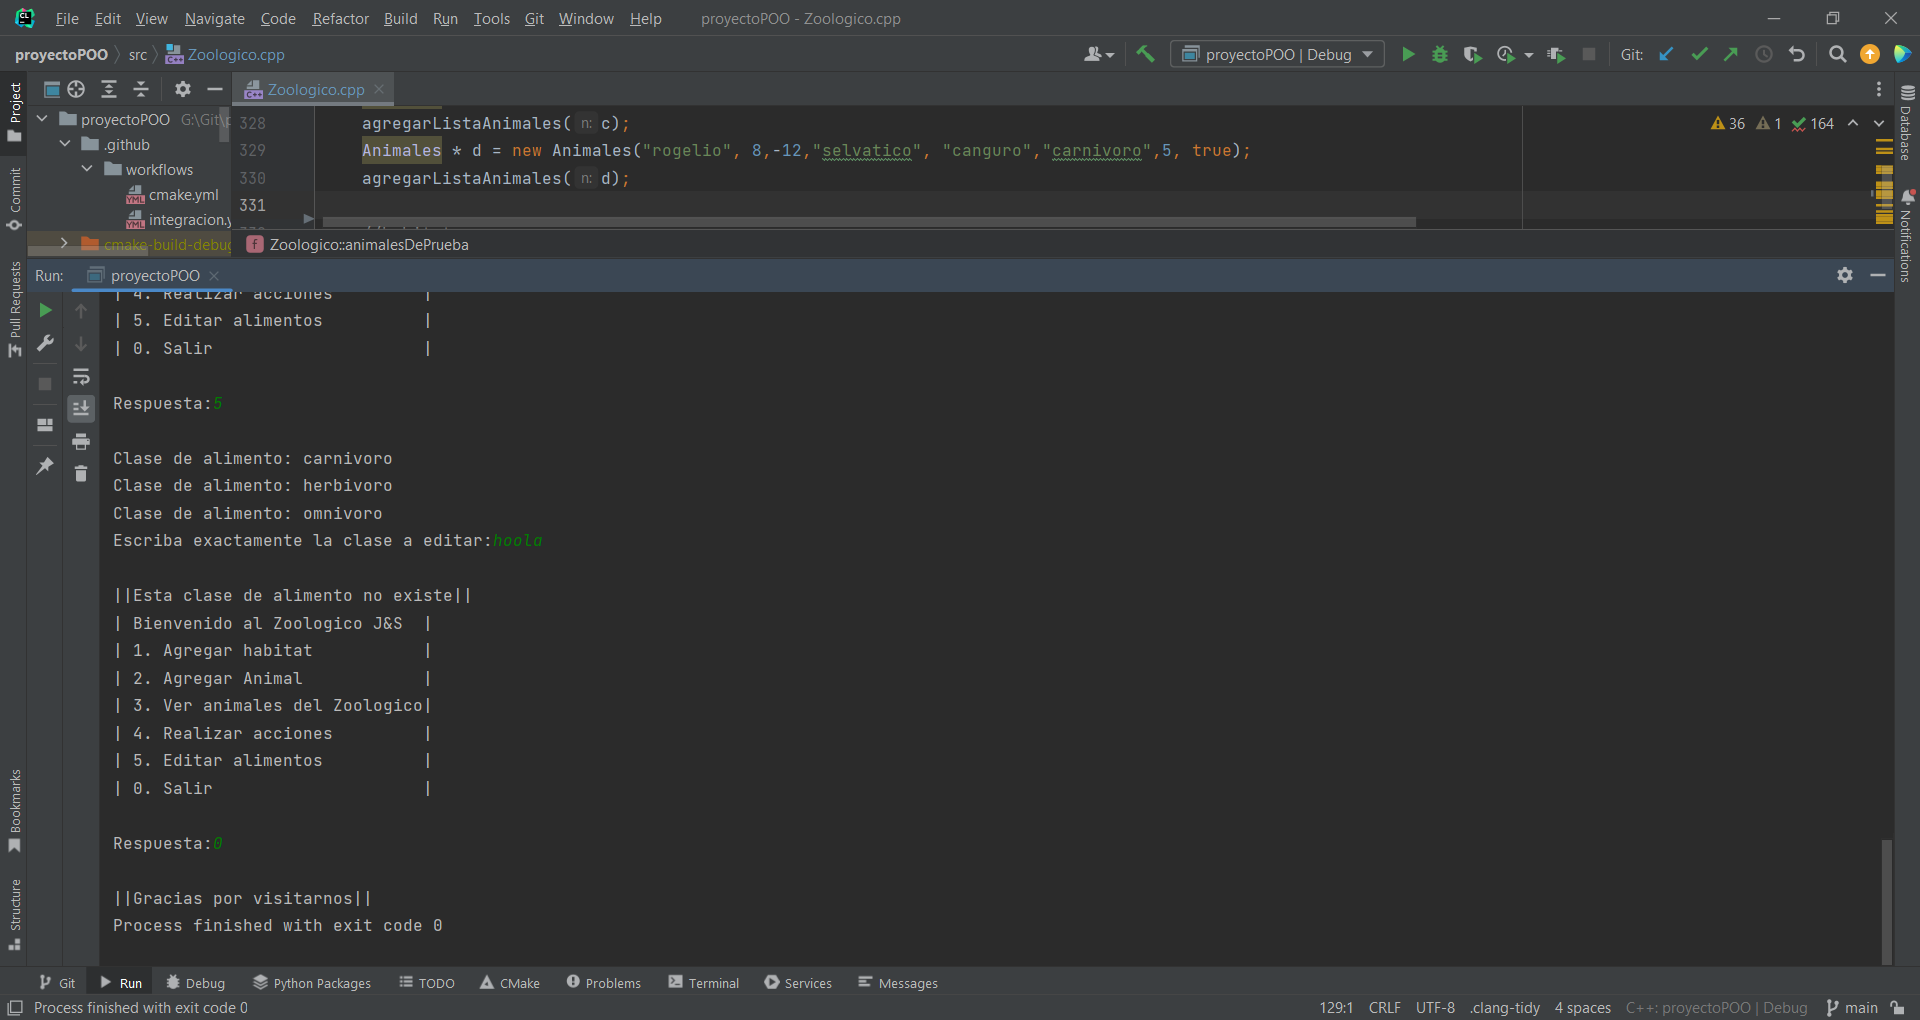 File Edit View Navigate Code Refactor Build Run Tools Git Window Help proyectoPOO - Zoologico.cpp
proyectoPOO src Zoologico.cpp proyectoPOO | Debug Git:
Project
Commit
Pull Requests
Bookmarks
Structure
Zoologico.cpp
proyectoPOO G:\Git\p
.github
workflows
cmake.yml
integracion.y
cmake-build-debug
328 agregarListaAnimales( n: c);
329 Animales * d = new Animales("rogelio", 8,-12,"selvatico", "canguro","carnivoro",5, true);
330 agregarListaAnimales( n: d);
331
36 1 164
Zoologico::animalesDePrueba
Database
Notifications
Run: proyectoPOO
| 4. Realizar acciones |
| 5. Editar alimentos |
| 0. Salir |
Respuesta:5
Clase de alimento: carnivoro
Clase de alimento: herbivoro
Clase de alimento: omnivoro
Escriba exactamente la clase a editar:hoola
||Esta clase de alimento no existe||
| Bienvenido al Zoologico J&S |
| 1. Agregar habitat |
| 2. Agregar Animal |
| 3. Ver animales del Zoologico|
| 4. Realizar acciones |
| 5. Editar alimentos |
| 0. Salir |
Respuesta:0
||Gracias por visitarnos||
Process finished with exit code 0
Git Run Debug Python Packages TODO CMake Problems Terminal Services Messages
Process finished with exit code 0 129:1 CRLF UTF-8 .clang-tidy 4 spaces C++: proyectoPOO | Debug main